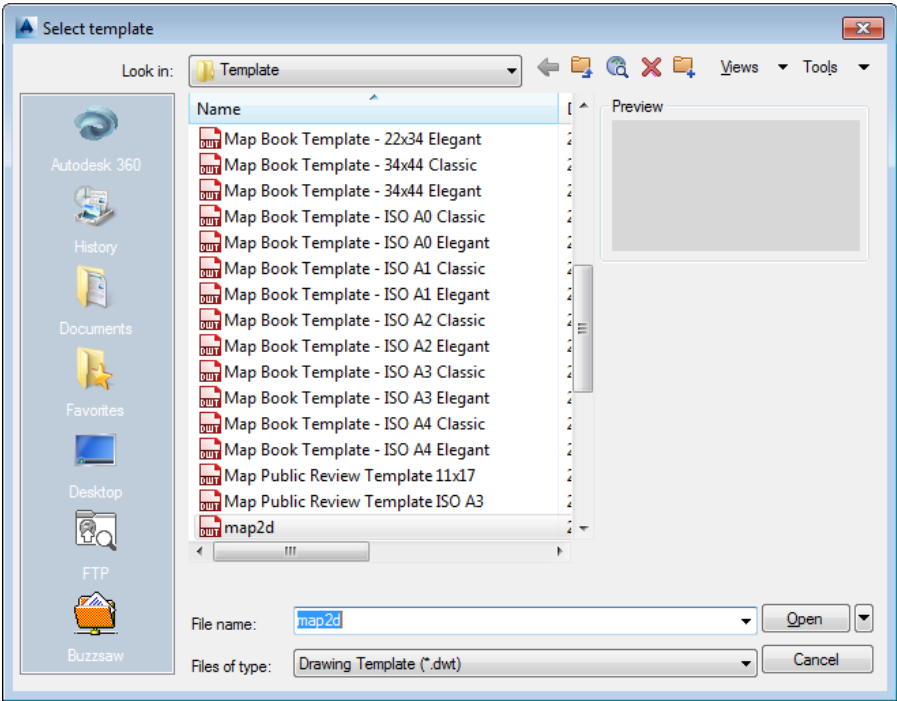 Select template
Look in: Template Views Tools
Name
Preview
Autodesk 360
History
Documents
Favorites
Desktop
FTP
Buzzsaw
Map Book Template - 22x34 Elegant
Map Book Template - 34x44 Classic
Map Book Template - 34x44 Elegant
Map Book Template - ISO A0 Classic
Map Book Template - ISO A0 Elegant
Map Book Template - ISO A1 Classic
Map Book Template - ISO A1 Elegant
Map Book Template - ISO A2 Classic
Map Book Template - ISO A2 Elegant
Map Book Template - ISO A3 Classic
Map Book Template - ISO A3 Elegant
Map Book Template - ISO A4 Classic
Map Book Template - ISO A4 Elegant
Map Public Review Template 11x17
Map Public Review Template ISO A3
map2d
File name: map2d Open
Files of type: Drawing Template (*.dwt) Cancel